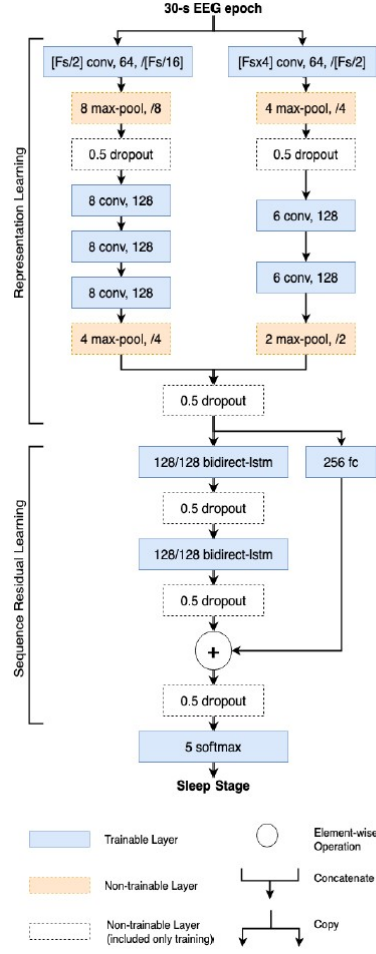 30-s EEG epoch
[Fs/2] conv, 64, /[Fs/16]
[Fsx4] conv, 64, /[Fs/2]
8 max-pool, /8
4 max-pool, /4
0.5 dropout
0.5 dropout
8 conv, 128
6 conv, 128
8 conv, 128
8 conv, 128
6 conv, 128
4 max-pool, /4
2 max-pool, /2
0.5 dropout
Representation Learning
128/128 bidirect-lstm
256 fc
0.5 dropout
128/128 bidirect-lstm
0.5 dropout
+
0.5 dropout
Sequence Residual Learning
5 softmax
Sleep Stage
Trainable Layer
Element-wise
Operation
Non-trainable Layer
Concatenate
Non-trainable Layer
(included only training)
Copy